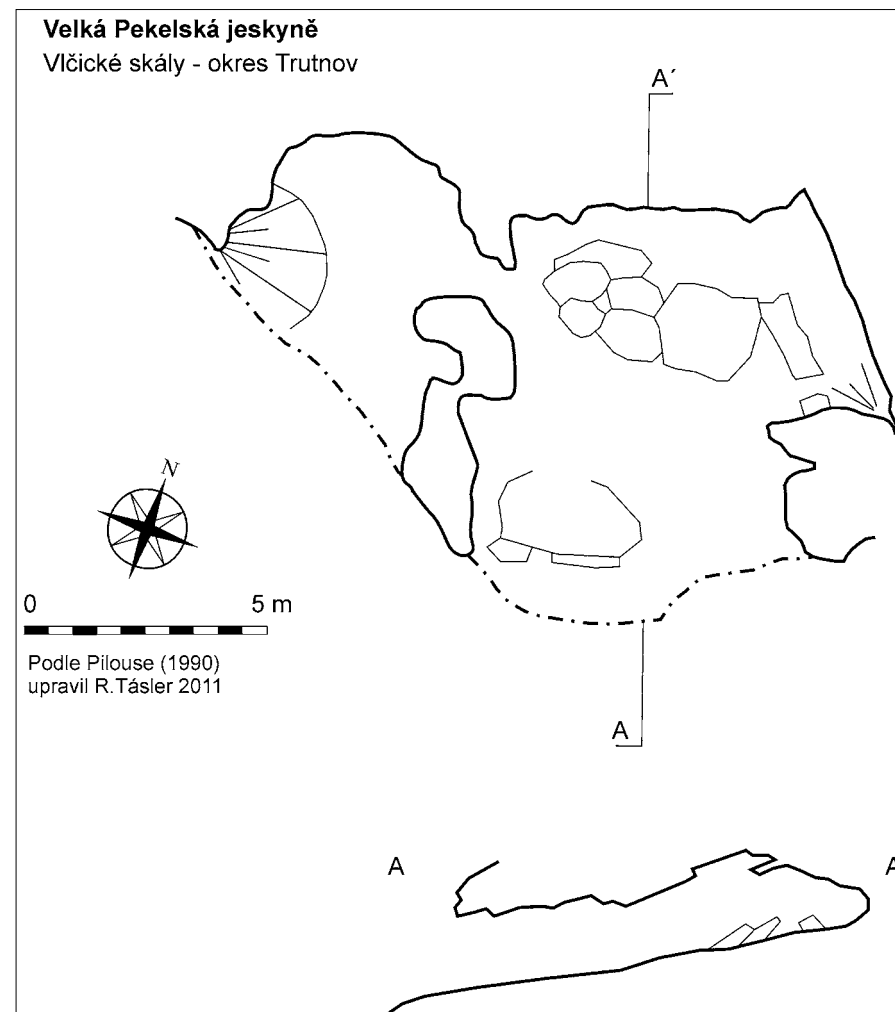 Velká Pekelská jeskyně
Vlčické skály - okres Trutnov
A´
N
0 5 m
Podle Pilouse (1990)
upravil R.Tásler 2011
A
A A